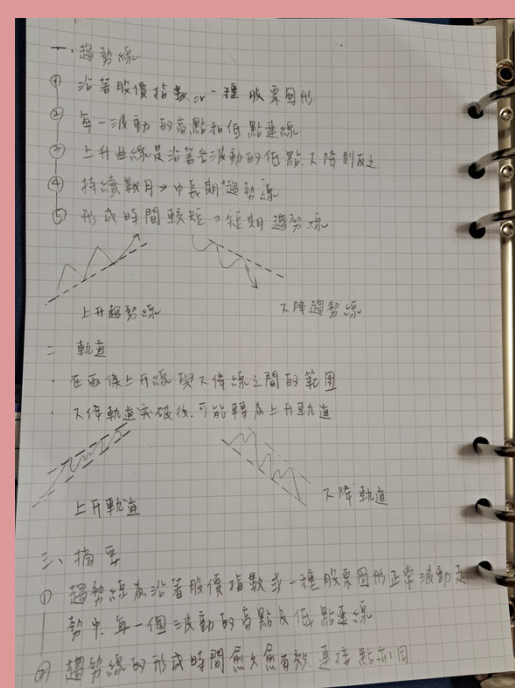 一、趨勢線
① 沿著股價指數 or 一種股票圖形
② 每一波動的高點和低點連線
③ 上升曲線是沿著各波動的低點、下降則反之
④ 持續數月→中長期趨勢線
⑤ 形成時間較短→短期趨勢線
上升趨勢線
下降趨勢線
二、軌道
· 在兩條上升線與下降線之間的範圍
· 下降軌道突破後,可能轉為上升軌道
上升軌道
下降軌道
三、摘要
① 趨勢線應沿著股價指數或一種股票圖形正常波動趨
勢中每一個波動的高點及低點連線
② 趨勢線的形成時間愈久愈有效